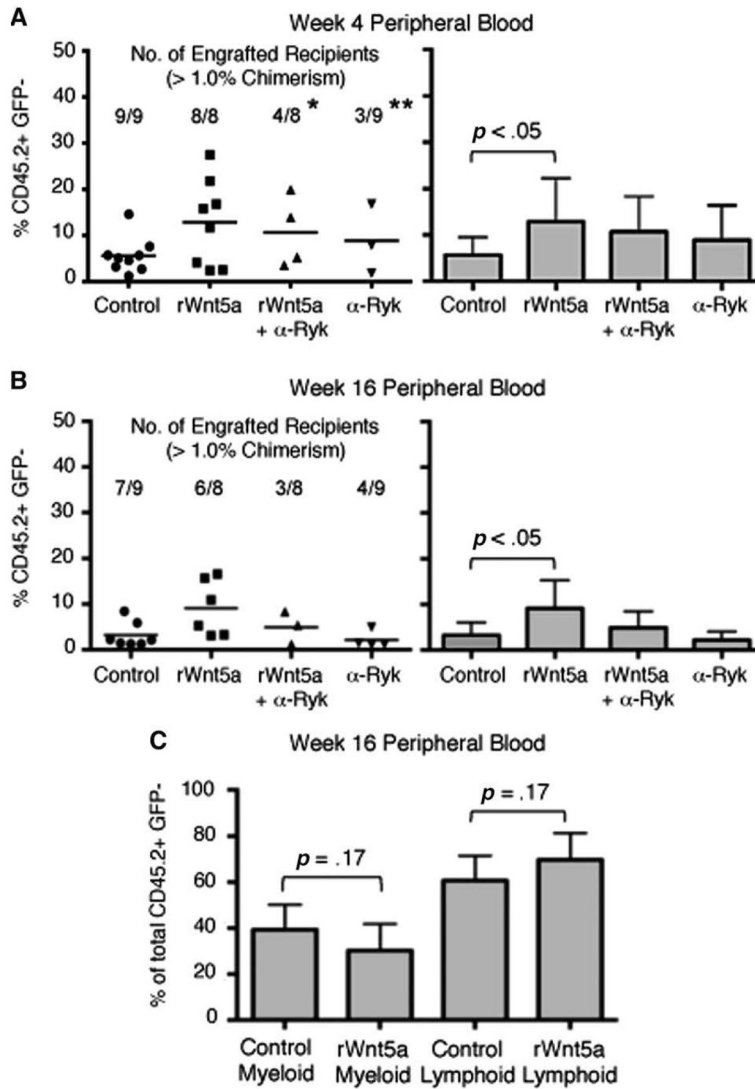 A
Week 4 Peripheral Blood
% CD45.2+ GFP-
50
40
30
20
10
0
No. of Engrafted Recipients
(> 1.0% Chimerism)
9/9 8/8 4/8 * 3/9 **
Control rWnt5a rWnt5a + α-Ryk α-Ryk
p < .05
Control rWnt5a rWnt5a + α-Ryk α-Ryk
B
Week 16 Peripheral Blood
% CD45.2+ GFP-
50
40
30
20
10
0
No. of Engrafted Recipients
(> 1.0% Chimerism)
7/9 6/8 3/8 4/9
Control rWnt5a rWnt5a + α-Ryk α-Ryk
p < .05
Control rWnt5a rWnt5a + α-Ryk α-Ryk
C
Week 16 Peripheral Blood
% of total CD45.2+ GFP-
100
80
60
40
20
0
p = .17
p = .17
Control Myeloid
rWnt5a Myeloid
Control Lymphoid
rWnt5a Lymphoid